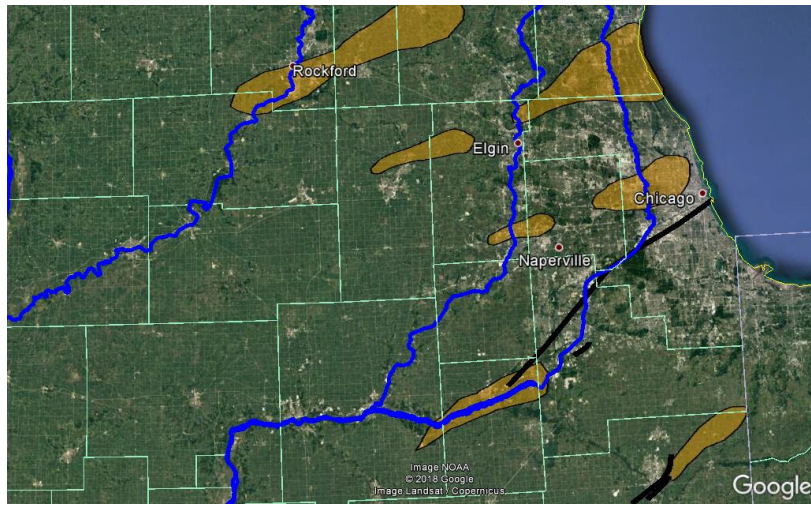 Rockford
Elgin
Chicago
Naperville
Image NOAA
© 2018 Google
Image Landsat / Copernicus
Google